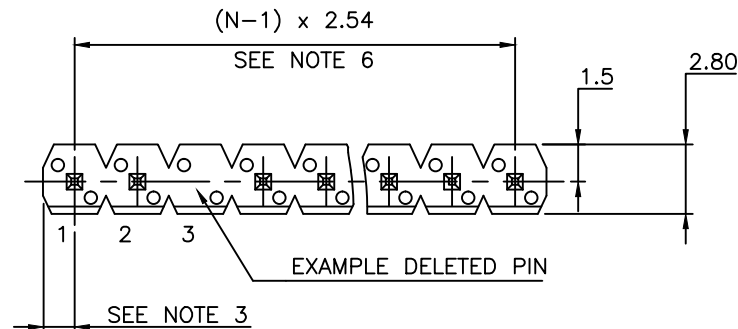 (N-1) x 2.54
SEE NOTE 6
2.80
1.5
1 2 3
EXAMPLE DELETED PIN
SEE NOTE 3